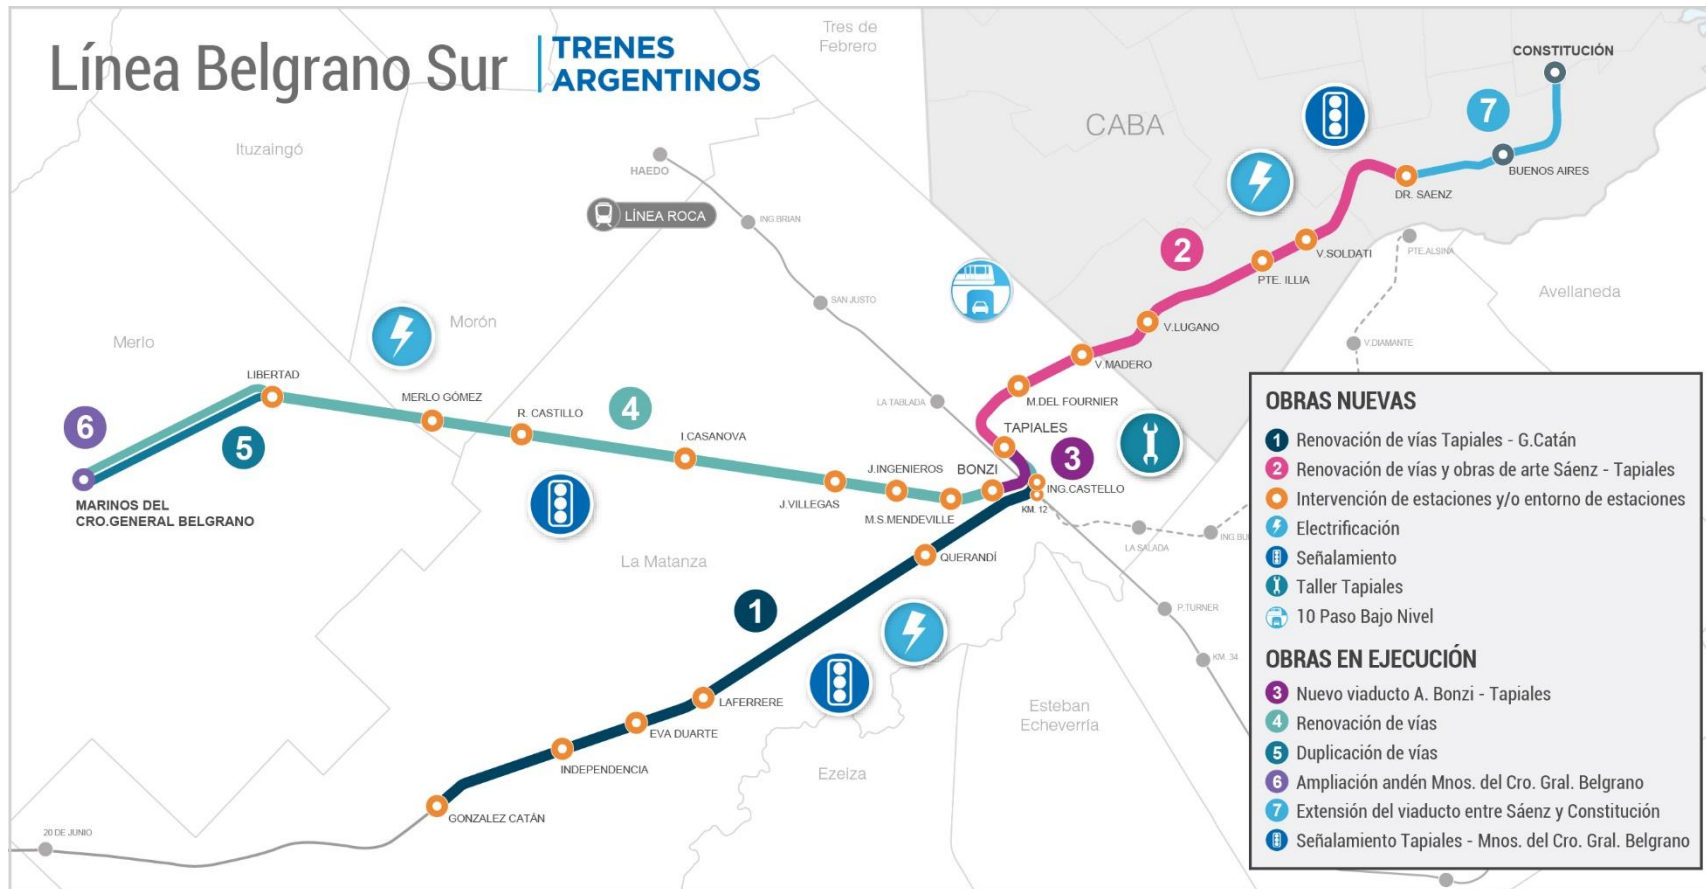 Línea Belgrano Sur
TRENES
ARGENTINOS
Tres de
Febrero
CONSTITUCIÓN
7
CABA
Ituzaingó
HAEDO
BUENOS AIRES
DR. SAENZ
LÍNEA ROCA
ING.BRIAN
2
V.SOLDATI
PTE.ALSINA
PTE. ILLIA
Avellaneda
SAN JUSTO
Morón
V.LUGANO
Merlo
V.DIAMANTE
V.MADERO
LIBERTAD
MERLO GÓMEZ
R. CASTILLO
4
LA TABLADA
M.DEL FOURNIER
6
5
I.CASANOVA
TAPIALES
3
J.INGENIEROS
BONZI
ING.CASTELLO
MARINOS DEL
CRO.GENERAL BELGRANO
J.VILLEGAS
M.S.MENDEVILLE
KM. 12
LA SALADA
La Matanza
QUERANDÍ
1
P.TURNER
KM. 34
LAFERRERE
Esteban
Echeverría
EVA DUARTE
INDEPENDENCIA
Ezeiza
GONZALEZ CATÁN
20 DE JUNIO
OBRAS NUEVAS
1 Renovación de vías Tapiales - G.Catán
2 Renovación de vías y obras de arte Sáenz - Tapiales
Intervención de estaciones y/o entorno de estaciones
Electrificación
Señalamiento
Taller Tapiales
10 Paso Bajo Nivel
OBRAS EN EJECUCIÓN
3 Nuevo viaducto A. Bonzi - Tapiales
4 Renovación de vías
5 Duplicación de vías
6 Ampliación andén Mnos. del Cro. Gral. Belgrano
7 Extensión del viaducto entre Sáenz y Constitución
Señalamiento Tapiales - Mnos. del Cro. Gral. Belgrano